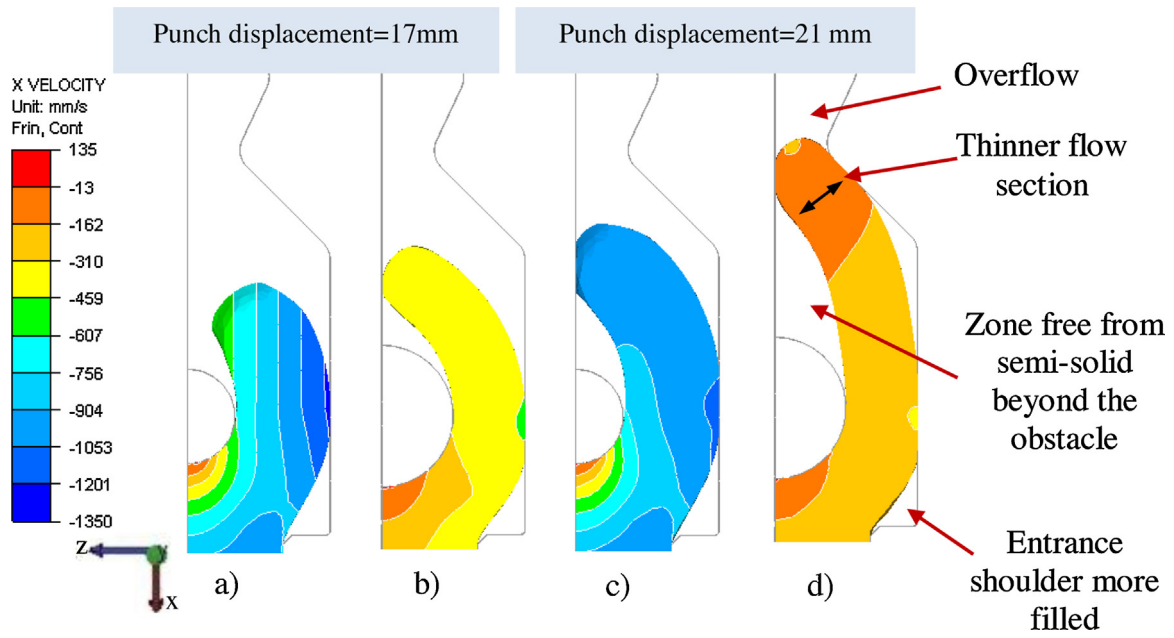 Punch displacement=17mm
Punch displacement=21 mm
X VELOCITY
Unit: mm/s
Frin, Cont
135
-13
-162
-310
-459
-607
-756
-904
-1053
-1201
-1350
Z
X
a)
b)
c)
d)
Overflow
Thinner flow
section
Zone free from
semi-solid
beyond the
obstacle
Entrance
shoulder more
filled